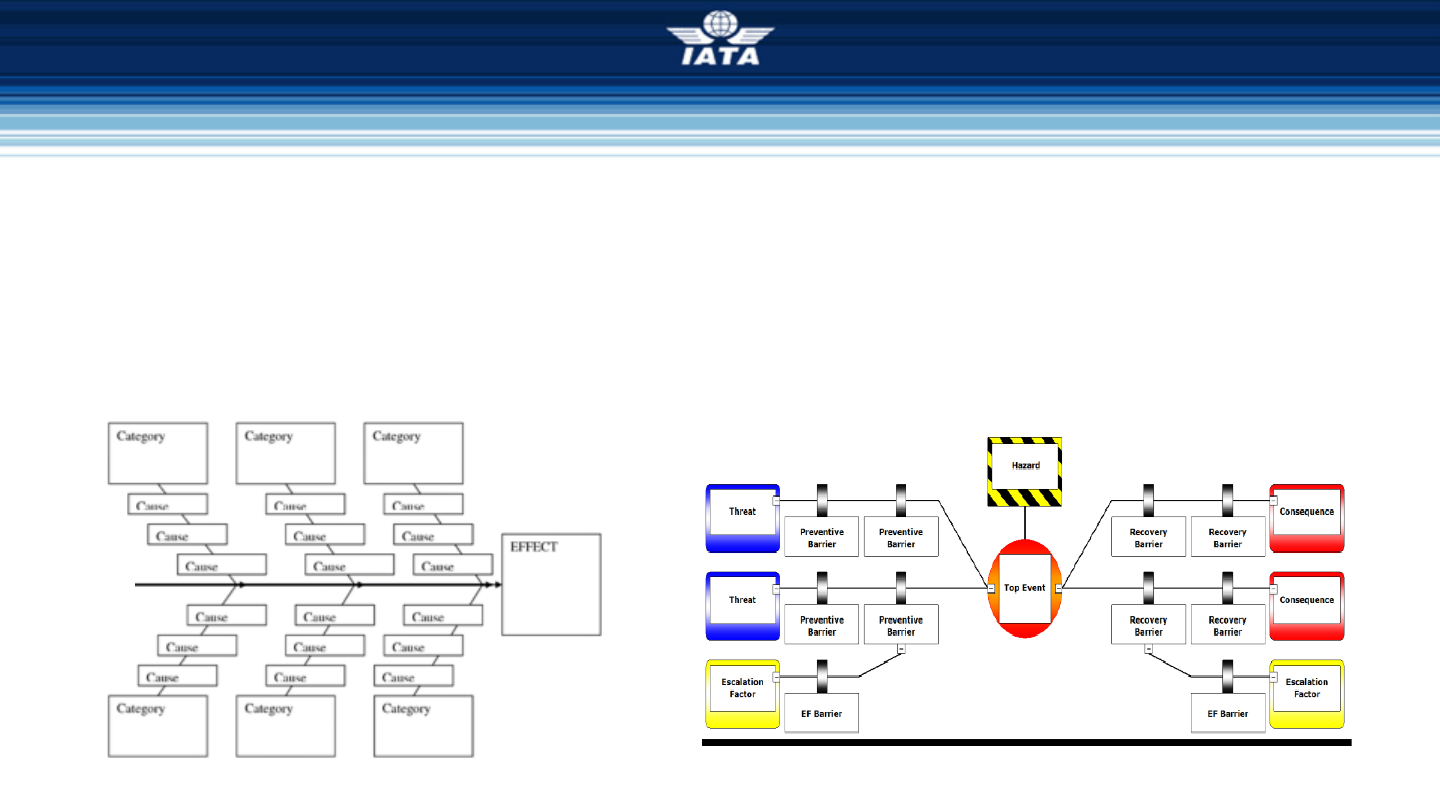 IATA
Category
Category
Category
Cause
Cause
Cause
Cause
Cause
Cause
Cause
Cause
Cause
EFFECT
Cause
Cause
Cause
Cause
Cause
Cause
Cause
Cause
Cause
Category
Category
Category
Hazard
Threat
Preventive
Barrier
Preventive
Barrier
Top Event
Recovery
Barrier
Recovery
Barrier
Consequence
Threat
Preventive
Barrier
Preventive
Barrier
Recovery
Barrier
Recovery
Barrier
Consequence
Escalation
Factor
EF Barrier
EF Barrier
Escalation
Factor